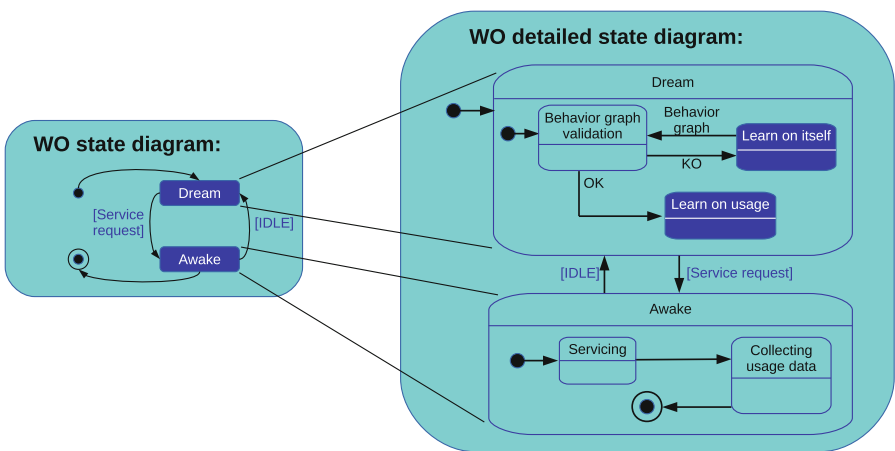 WO state diagram:
Dream
[Service
request]
[IDLE]
Awake
WO detailed state diagram:
Dream
Behavior graph
validation
Behavior
graph
Learn on itself
KO
OK
Learn on usage
[IDLE]
[Service request]
Awake
Servicing
Collecting
usage data